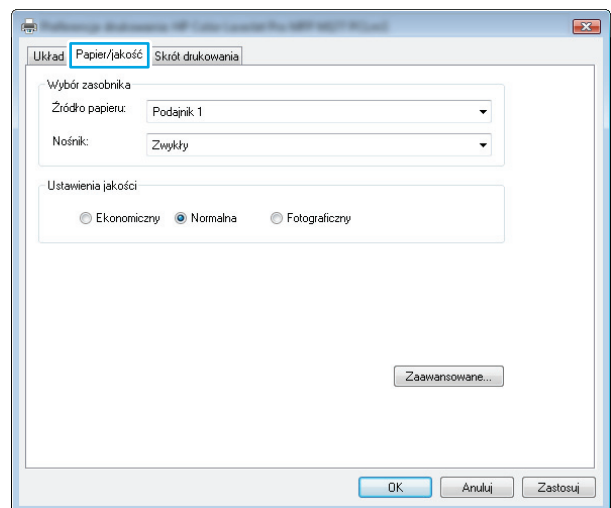 Układ Papier/jakość Skrót drukowania
Wybór zasobnika
Źródło papieru: Podajnik 1
Nośnik: Zwykły
Ustawienia jakości
Ekonomiczny Normalna Fotograficzny
Zaawansowane...
OK Anuluj Zastosuj